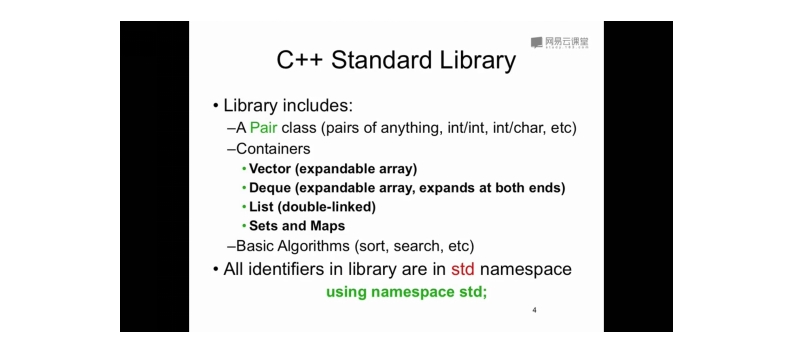 网易云课堂
C++ Standard Library
• Library includes:
–A Pair class (pairs of anything, int/int, int/char, etc)
–Containers
• Vector (expandable array)
• Deque (expandable array, expands at both ends)
• List (double-linked)
• Sets and Maps
–Basic Algorithms (sort, search, etc)
• All identifiers in library are in std namespace
using namespace std;
4